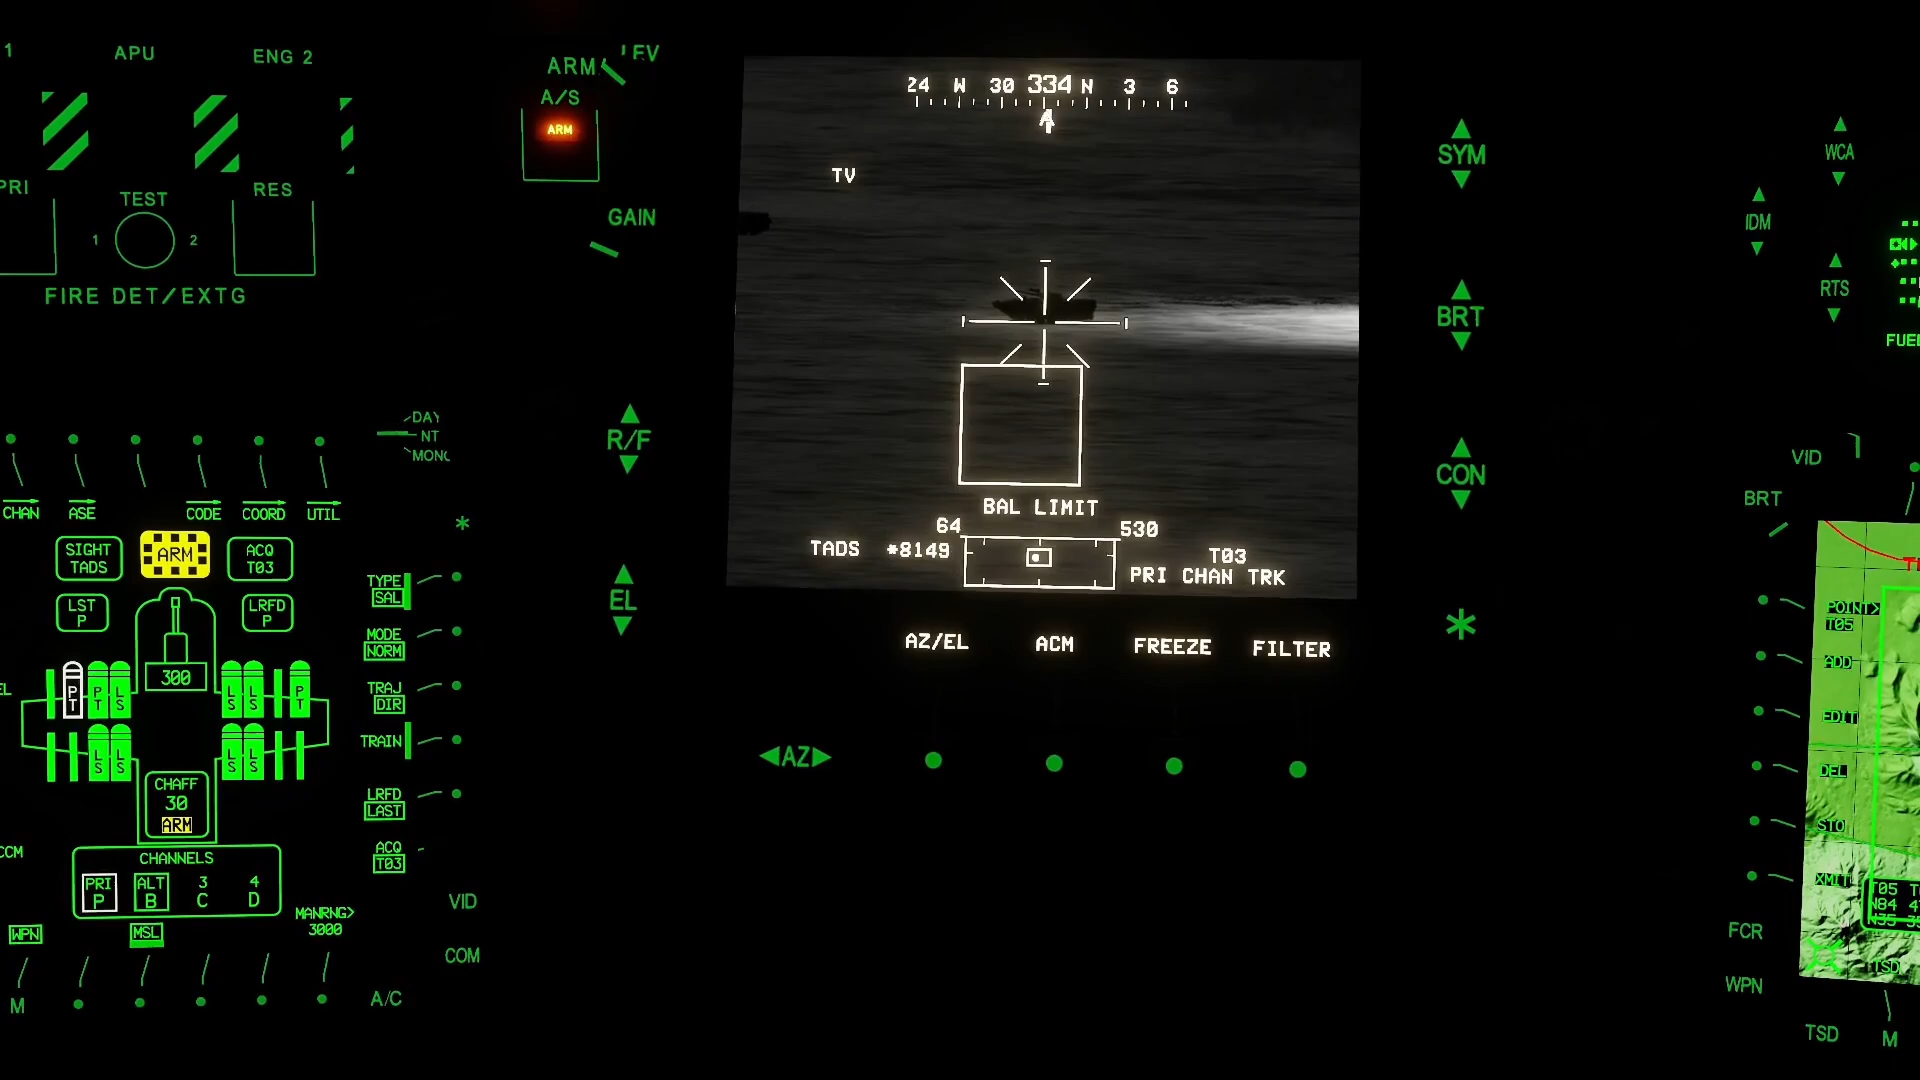 1 APU ENG 2
PRI TEST RES
1 2
FIRE DET/EXTG
ARM
A/S
ARM
LEV
GAIN
24 W 30 334 N 3 6
TV
BAL LIMIT
64 530
TADS *8149 T03
PRI CHAN TRK
AZ/EL ACM FREEZE FILTER
AZ
R/F
EL
SYM
BRT
CON
*
WCA
IDM
RTS
DAY
NT
CHAN ASE CODE COORD UTIL
*
SIGHT
TADS
ARM
ACQ
T03
LST
P
LRFD
P
300
P
T
P
T
L
S
L
S
L
S
P
T
L
S
L
S
L
S
L
S
CHAFF
30
ARM
CHANNELS
PRI ALT 3 4
P B C D
WPN MSL
MANRNG>
3000
TYPE
SAL
MODE
NORM
TRAJ
DIR
TRAIN
LRFD
LAST
ACQ
T03
VID
COM
M A/C
VID
BRT
POINT>
T05
ADD
EDIT
DEL
STO
XMIT
T05
N84
TSD
FCR
WPN
TSD M